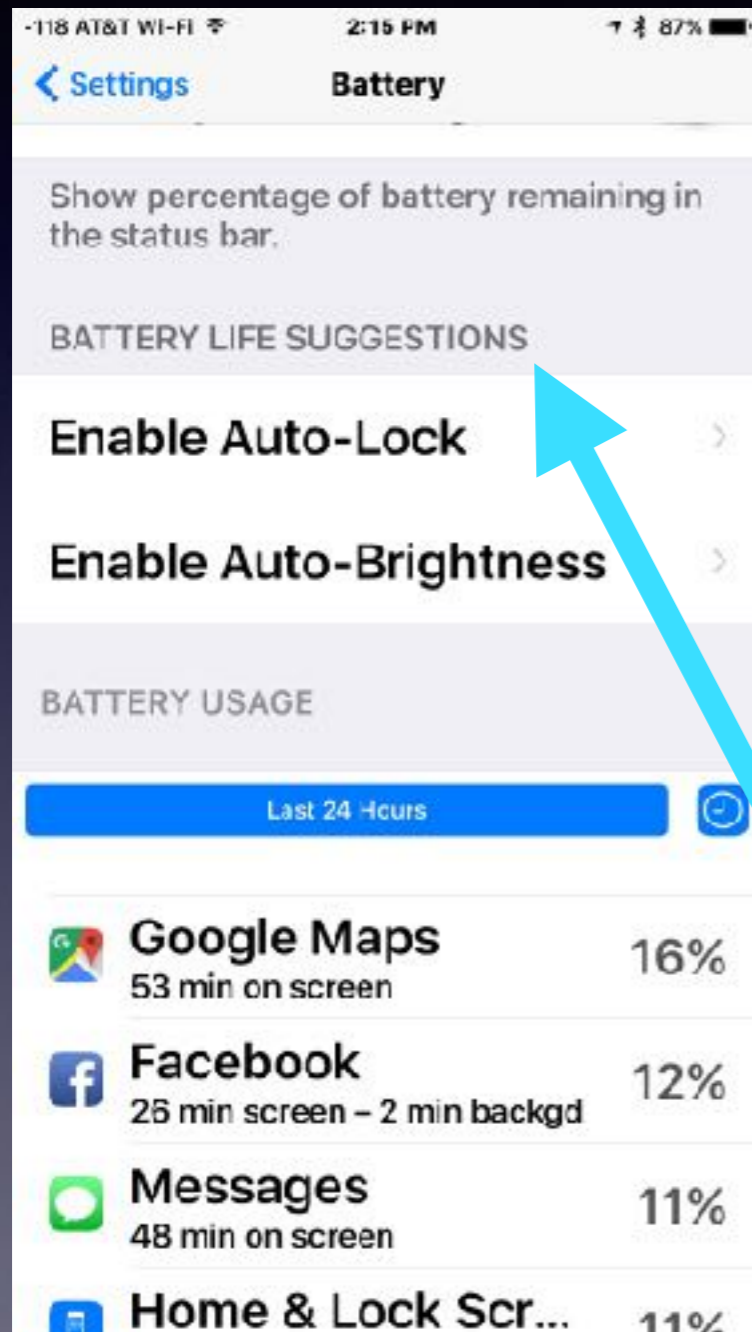 -118 AT&T Wi-Fi 2:15 PM 87%
Settings Battery
Show percentage of battery remaining in
the status bar.
BATTERY LIFE SUGGESTIONS
Enable Auto-Lock
Enable Auto-Brightness
BATTERY USAGE
Last 24 Hours
Google Maps 16%
53 min on screen
Facebook 12%
26 min screen – 2 min backgd
Messages 11%
48 min on screen
Home & Lock Scr... 11%